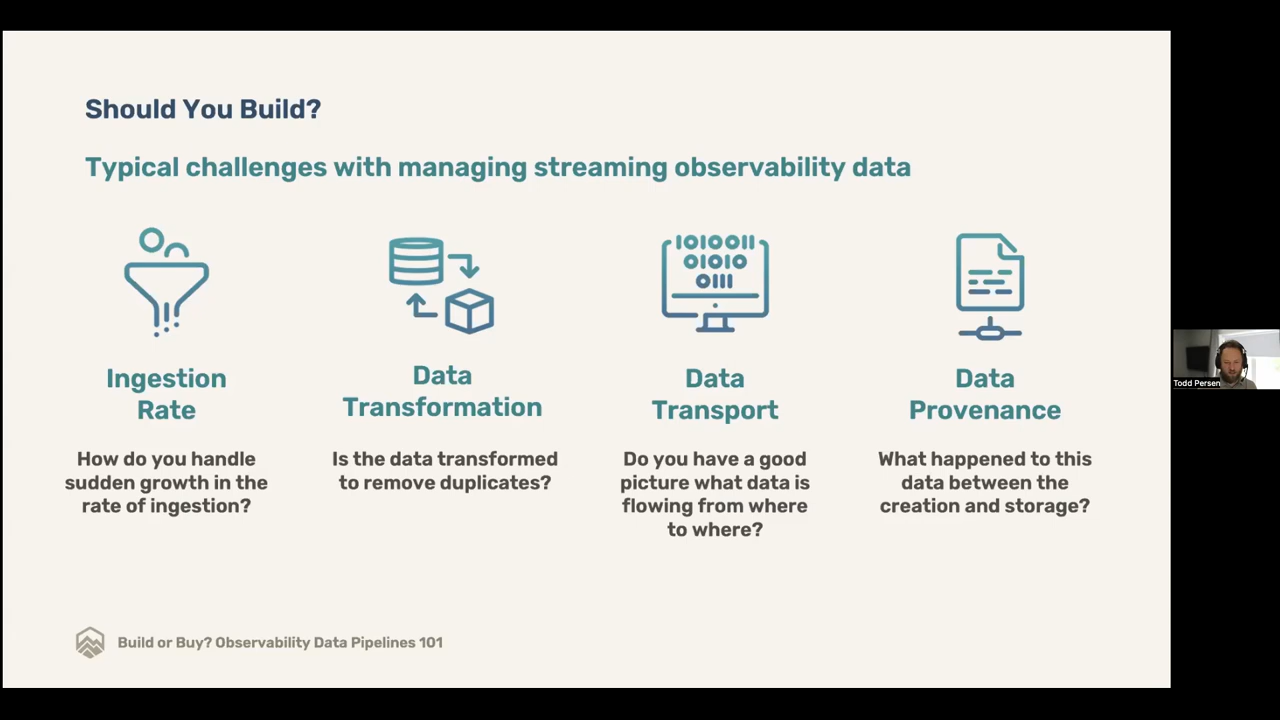 Should You Build?
Typical challenges with managing streaming observability data
1010011
01010
0111
Ingestion
Rate
Data
Transformation
Data
Transport
Data
Provenance
How do you handle
sudden growth in the
rate of ingestion?
Is the data transformed
to remove duplicates?
Do you have a good
picture what data is
flowing from where
to where?
What happened to this
data between the
creation and storage?
Todd Persen
Build or Buy? Observability Data Pipelines 101